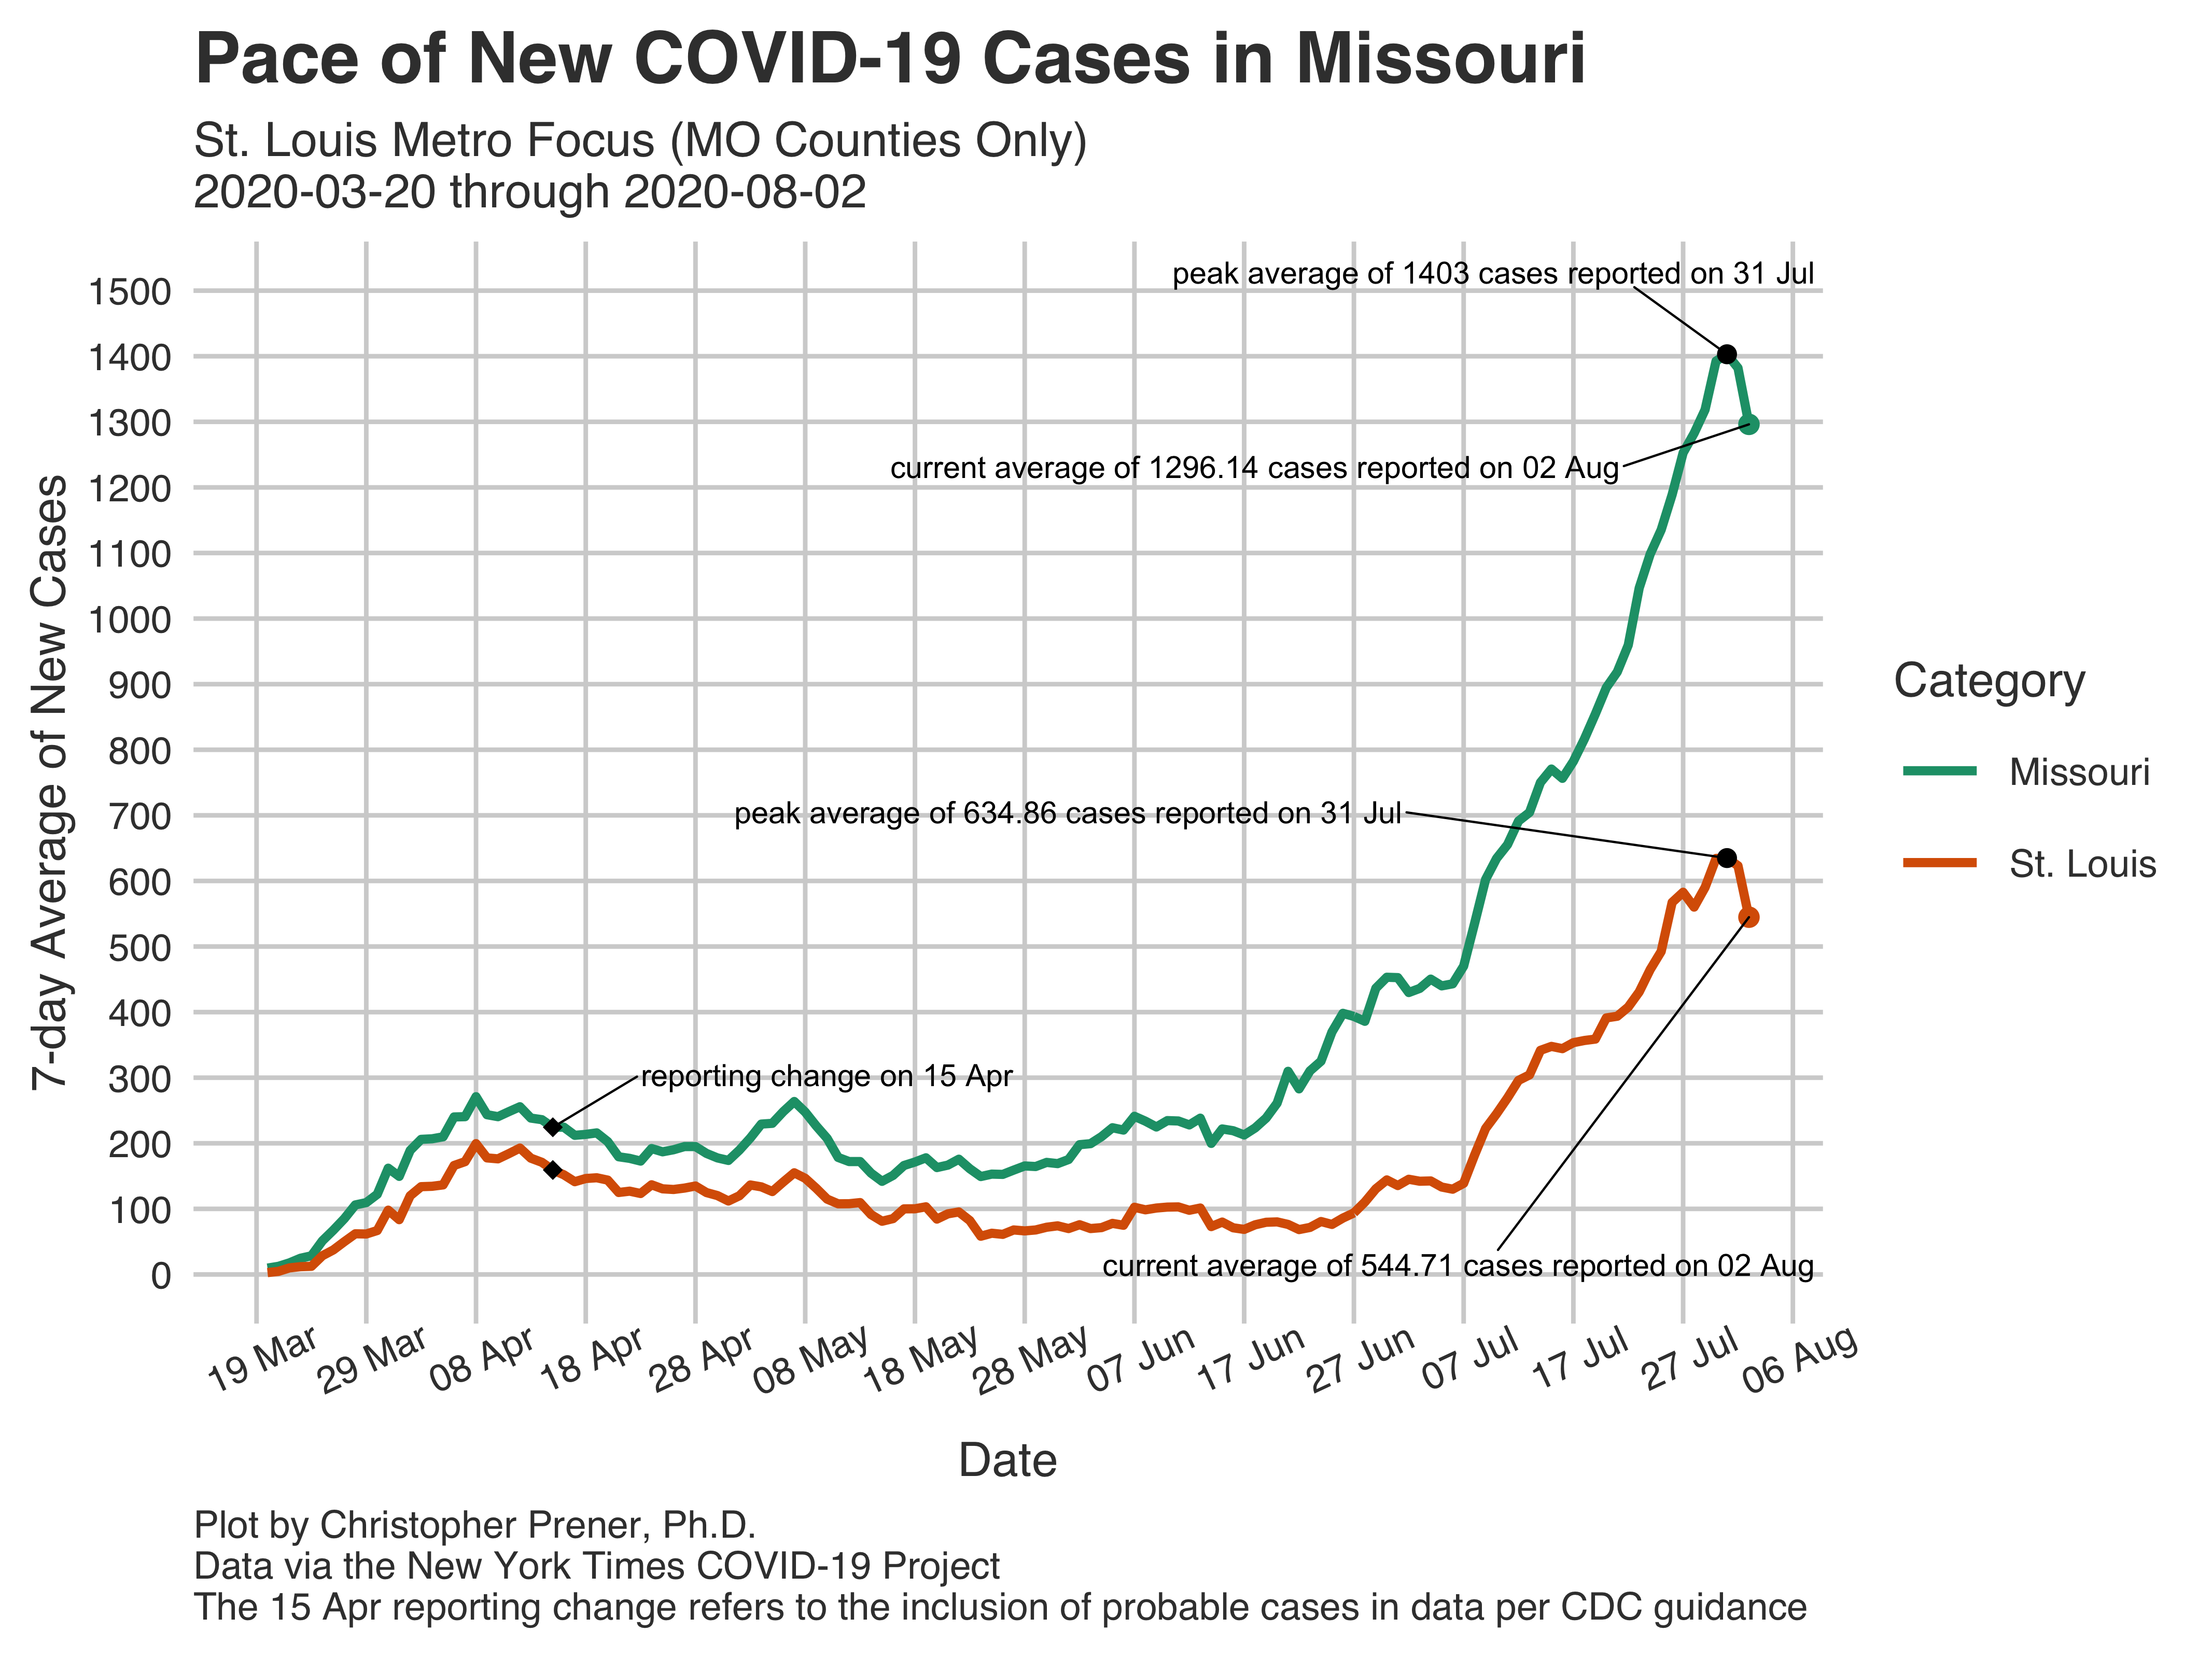 Pace of New COVID-19 Cases in Missouri
St. Louis Metro Focus (MO Counties Only)
2020-03-20 through 2020-08-02
7-day Average of New Cases
1500
1400
1300
1200
1100
1000
900
800
700
600
500
400
300
200
100
0
peak average of 1403 cases reported on 31 Jul
current average of 1296.14 cases reported on 02 Aug
peak average of 634.86 cases reported on 31 Jul
reporting change on 15 Apr
current average of 544.71 cases reported on 02 Aug
19 Mar
29 Mar
08 Apr
18 Apr
28 Apr
08 May
18 May
28 May
07 Jun
17 Jun
27 Jun
07 Jul
17 Jul
27 Jul
06 Aug
Date
Category
Missouri
St. Louis
Plot by Christopher Prener, Ph.D.
Data via the New York Times COVID-19 Project
The 15 Apr reporting change refers to the inclusion of probable cases in data per CDC guidance